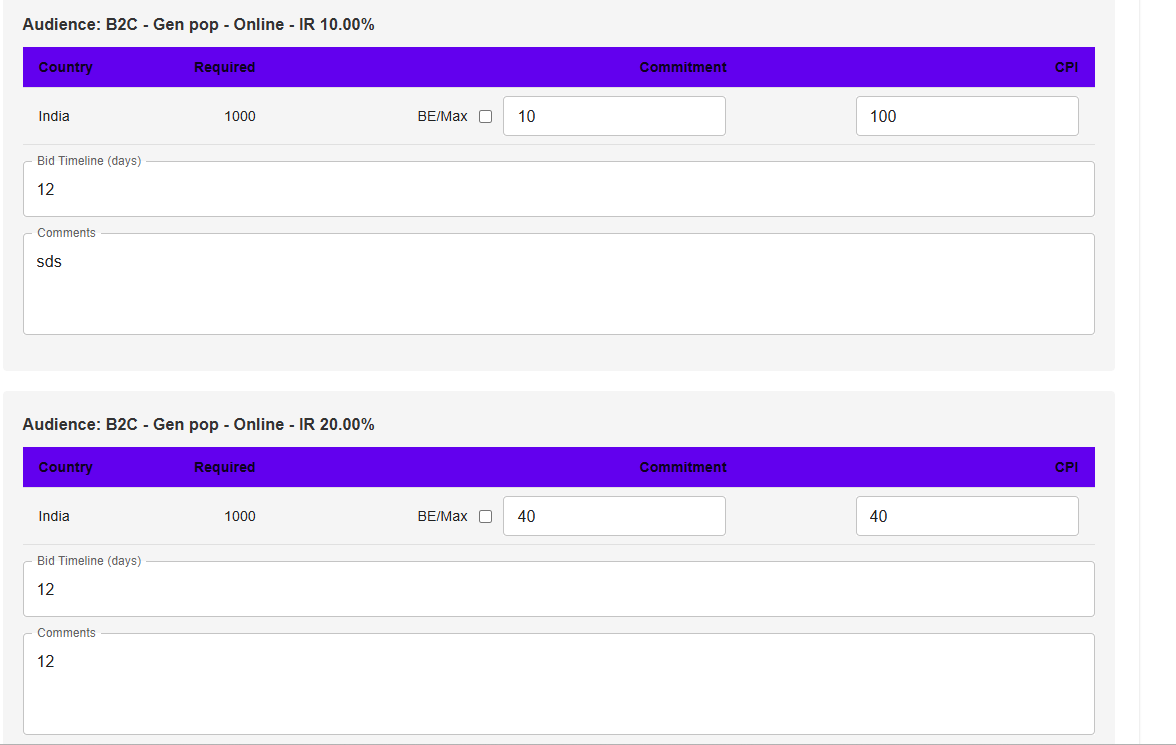 Audience: B2C - Gen pop - Online - IR 10.00%
Country Required Commitment CPI
India 1000 BE/Max 10 100
Bid Timeline (days)
12
Comments
sds
Audience: B2C - Gen pop - Online - IR 20.00%
Country Required Commitment CPI
India 1000 BE/Max 40 40
Bid Timeline (days)
12
Comments
12